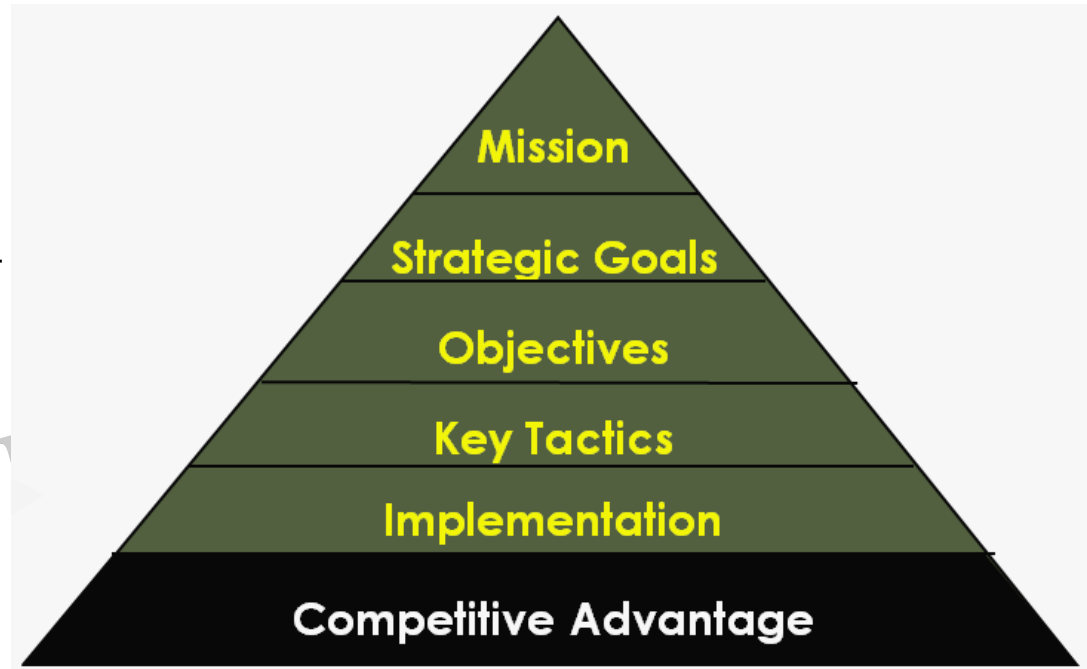 Mission
Strategic Goals
Objectives
Key Tactics
Implementation
Competitive Advantage